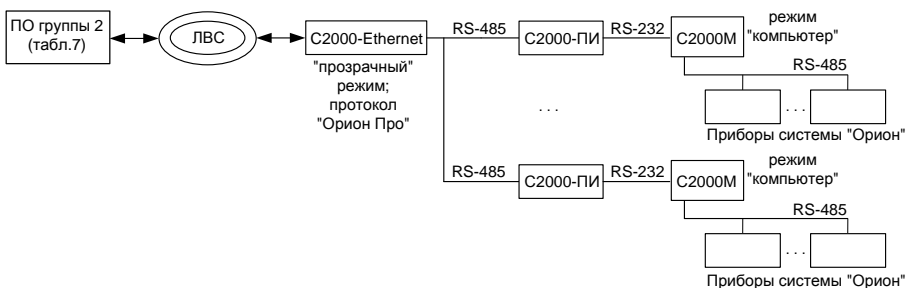 ПО группы 2
(табл.7)
ЛВС
С2000-Ethernet
"прозрачный"
режим;
протокол
"Орион Про"
RS-485
С2000-ПИ
RS-232
С2000М
режим
"компьютер"
RS-485
. . .
Приборы системы "Орион"
. . .
RS-485
С2000-ПИ
RS-232
С2000М
режим
"компьютер"
RS-485
. . .
Приборы системы "Орион"